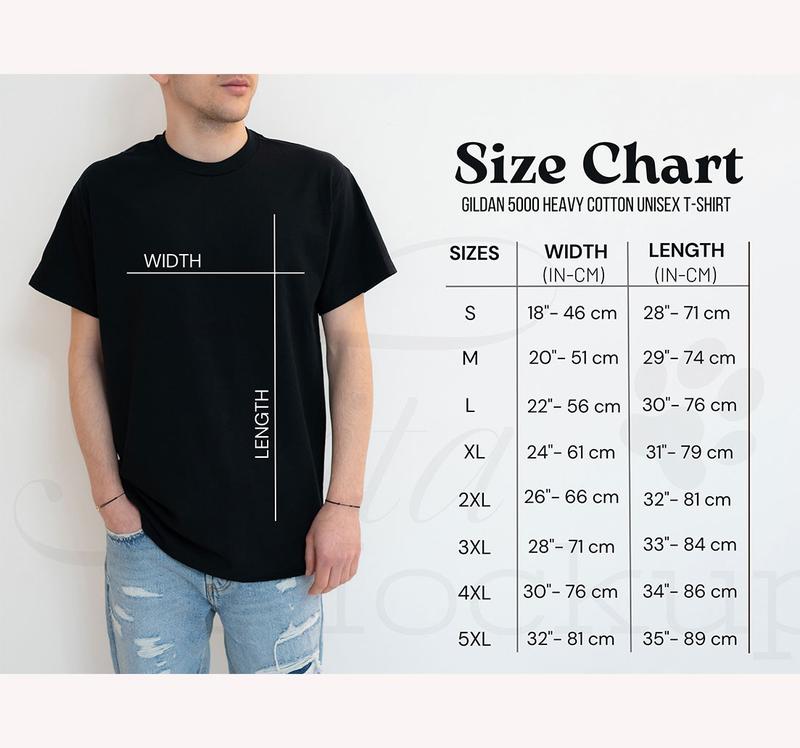 Size Chart
GILDAN 5000 HEAVY COTTON UNISEX T-SHIRT
WIDTH
LENGTH
SIZES WIDTH (IN-CM) LENGTH (IN-CM)
S 18"- 46 cm 28"- 71 cm
M 20"- 51 cm 29"- 74 cm
L 22"- 56 cm 30"- 76 cm
XL 24"- 61 cm 31"- 79 cm
2XL 26"- 66 cm 32"- 81 cm
3XL 28"- 71 cm 33"- 84 cm
4XL 30"- 76 cm 34"- 86 cm
5XL 32"- 81 cm 35"- 89 cm